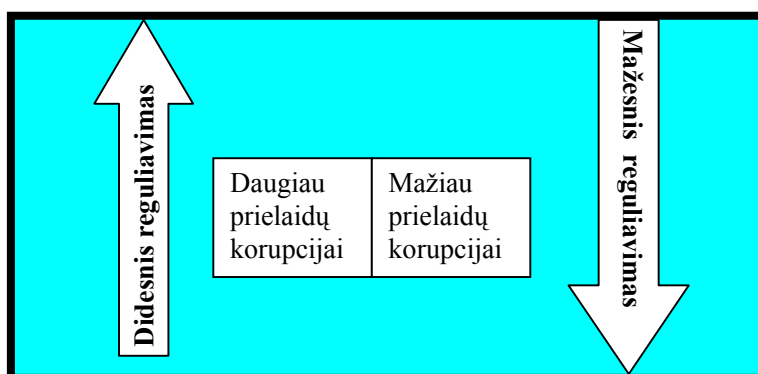 Didesnis reguliavimas
Daugiau
prielaidų
korupcijai
Mažiau
prielaidų
korupcijai
Mažesnis reguliavimas